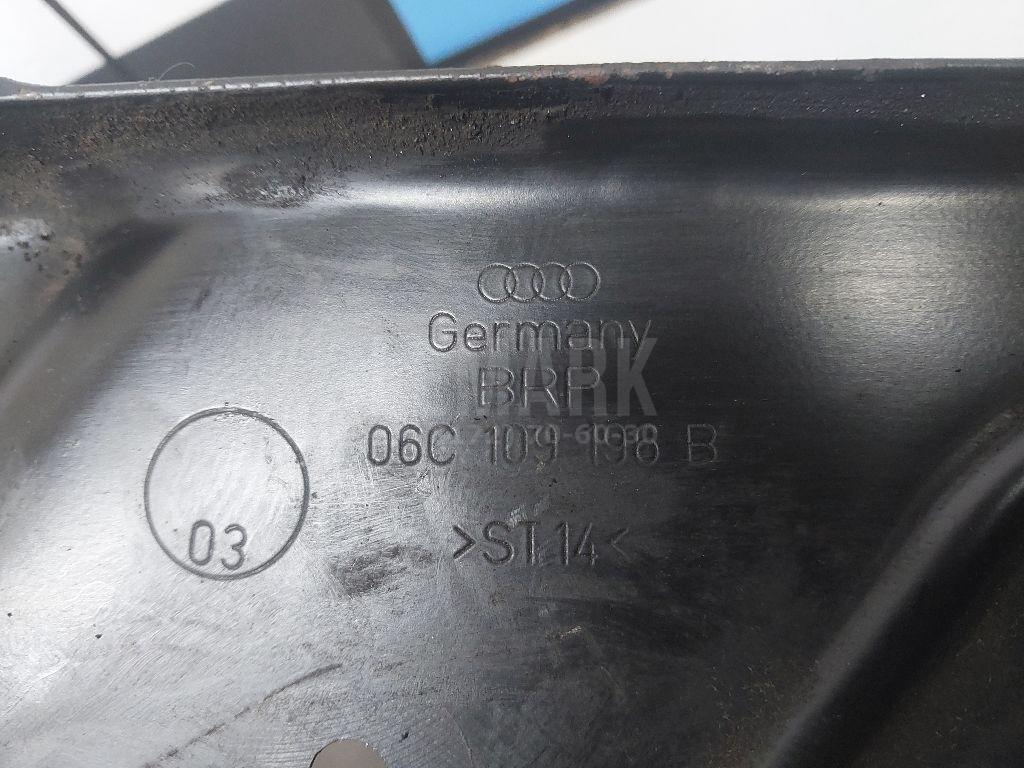 Germany
BRP
06C 109 198 B
03
>ST 14<